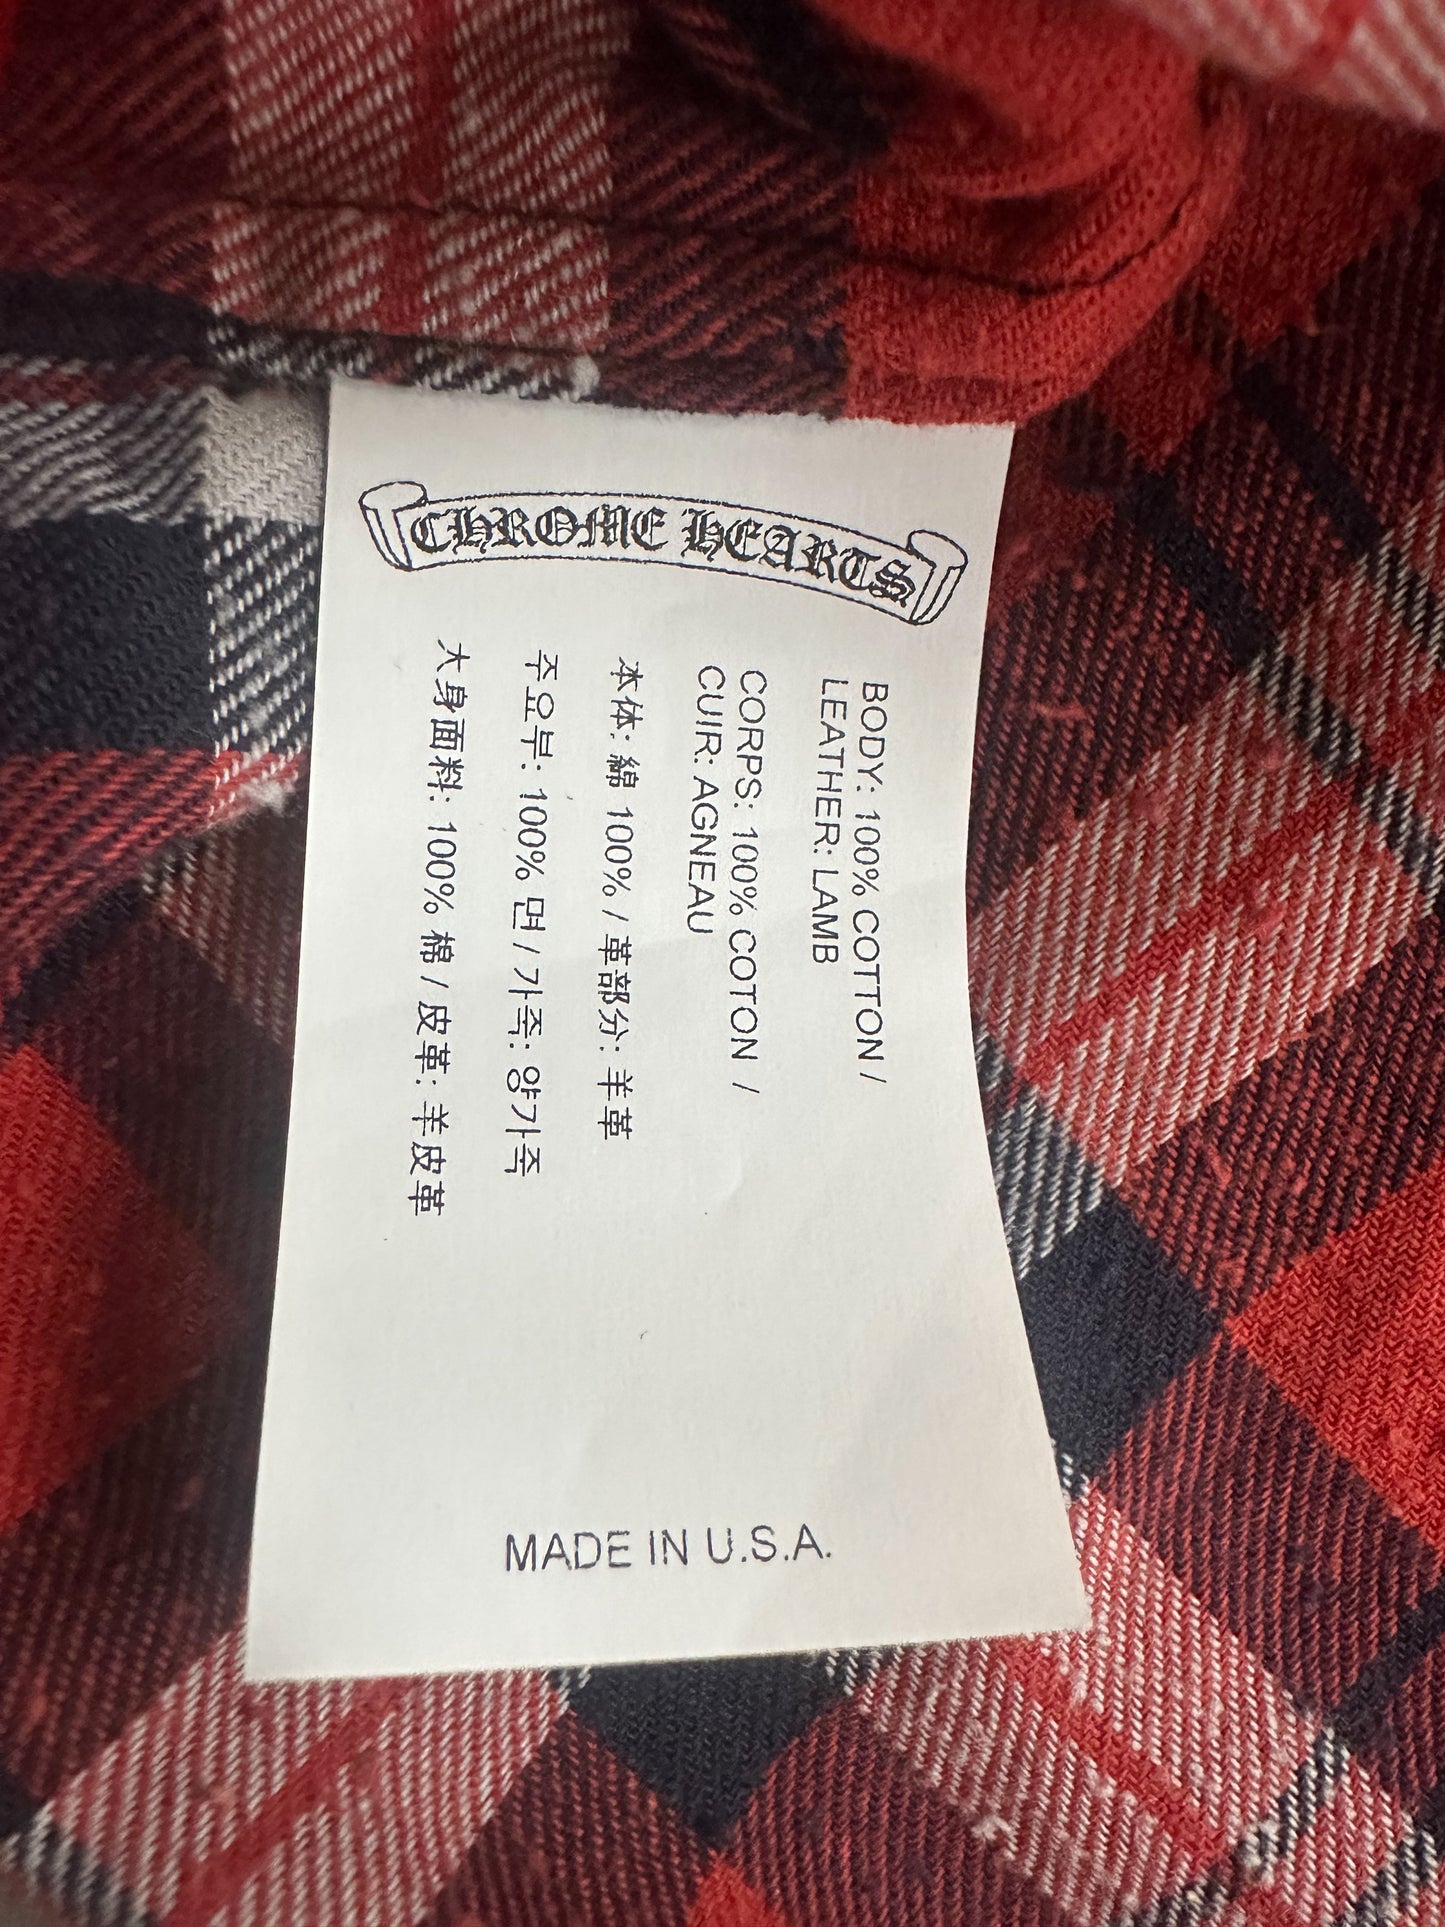 CHROME HEARTS
BODY: 100% COTTON /
LEATHER: LAMB
CORPS: 100% COTON /
CUIR: AGNEAU
本体: 綿 100% / 革部分: 羊革
주요부: 100% 면 / 가죽: 양가죽
大身面料: 100% 棉 / 皮革: 羊皮革
MADE IN U.S.A.